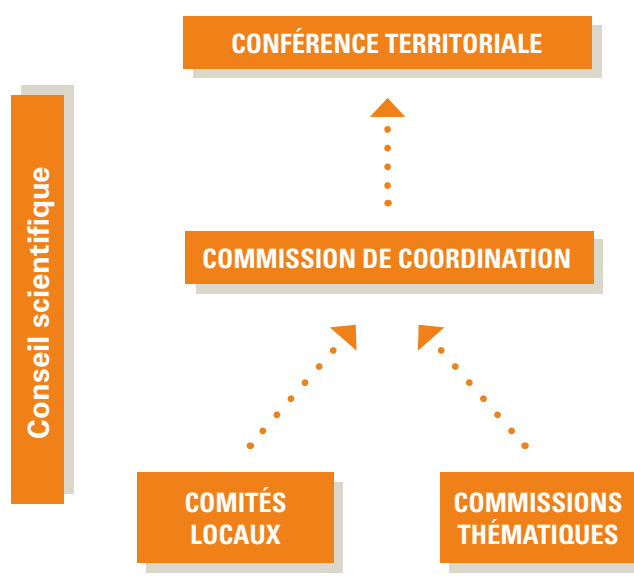 CONFÉRENCE TERRITORIALE
Conseil scientifique
COMMISSION DE COORDINATION
COMITÉS
LOCAUX
COMMISSIONS
THÉMATIQUES